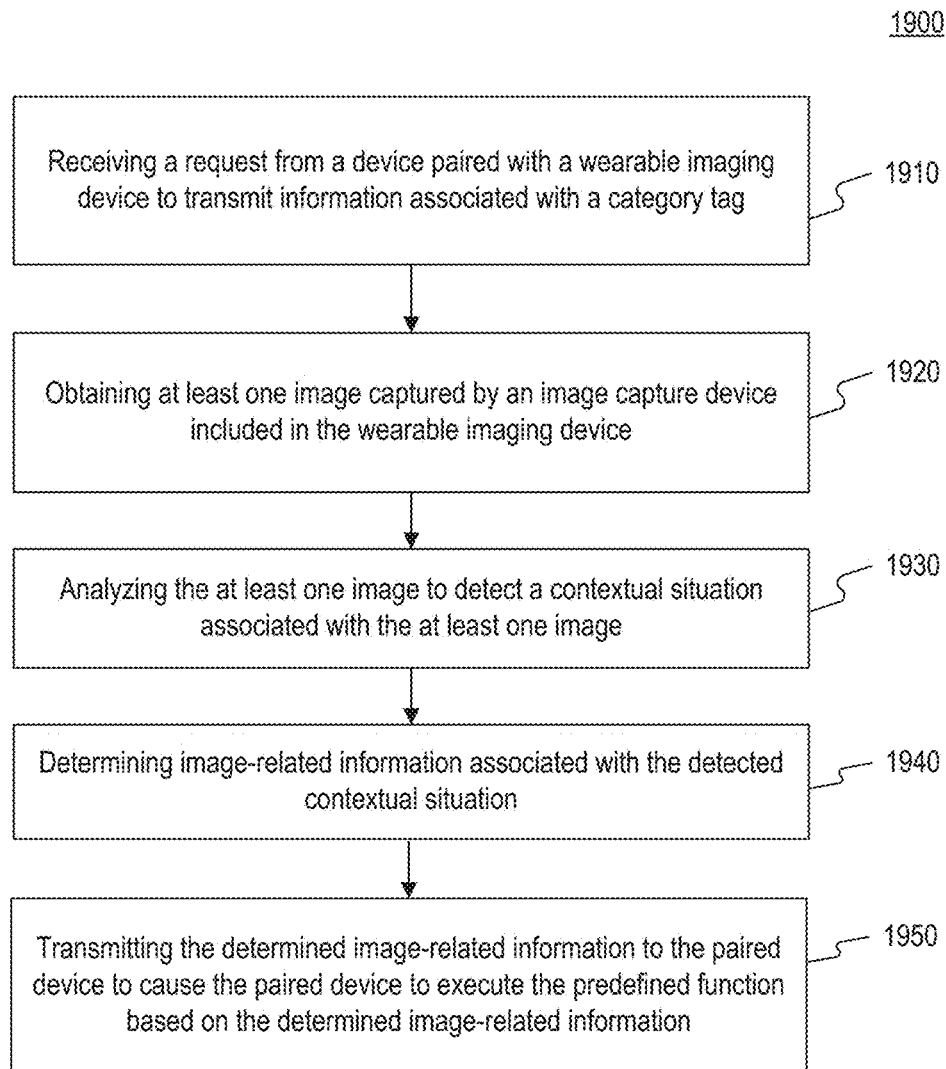 1900
Receiving a request from a device paired with a wearable imaging
device to transmit information associated with a category tag
1910
Obtaining at least one image captured by an image capture device
included in the wearable imaging device
1920
Analyzing the at least one image to detect a contextual situation
associated with the at least one image
1930
Determining image-related information associated with the detected
contextual situation
1940
Transmitting the determined image-related information to the paired
device to cause the paired device to execute the predefined function
based on the determined image-related information
1950